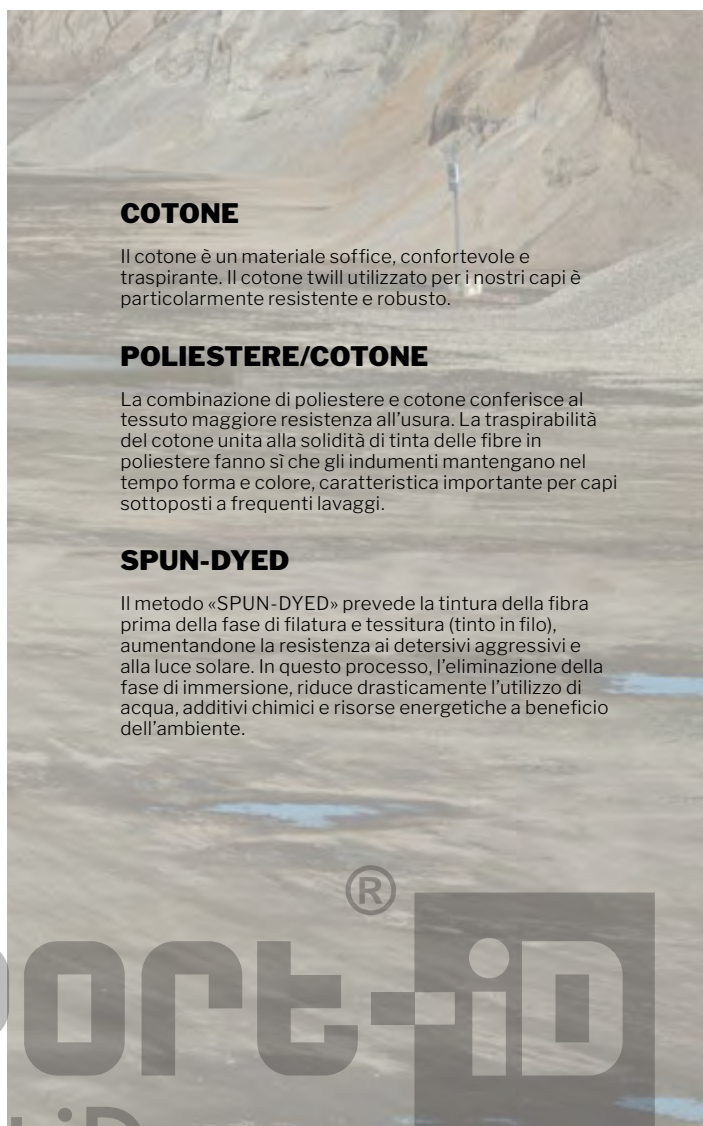 COTONE
Il cotone è un materiale soffice, confortevole e
traspirante. Il cotone twill utilizzato per i nostri capi è
particolarmente resistente e robusto.
POLIESTERE/COTONE
La combinazione di poliestere e cotone conferisce al
tessuto maggiore resistenza all’usura. La traspirabilità
del cotone unita alla solidità di tinta delle fibre in
poliestere fanno sì che gli indumenti mantengano nel
tempo forma e colore, caratteristica importante per capi
sottoposti a frequenti lavaggi.
SPUN-DYED
Il metodo «SPUN-DYED» prevede la tintura della fibra
prima della fase di filatura e tessitura (tinto in filo),
aumentandone la resistenza ai detersivi aggressivi e
alla luce solare. In questo processo, l’eliminazione della
fase di immersione, riduce drasticamente l’utilizzo di
acqua, additivi chimici e risorse energetiche a beneficio
dell’ambiente.
®
ort-iD